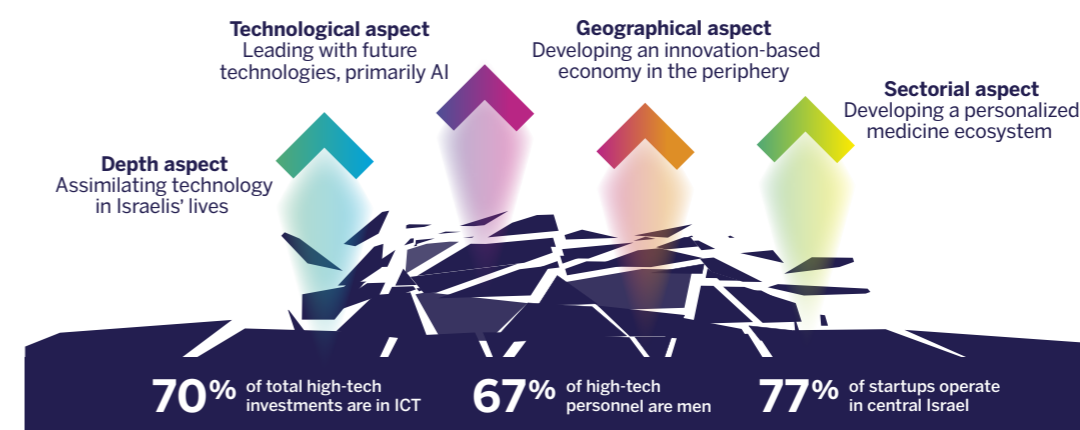 Technological aspect
Leading with future
technologies, primarily AI
Geographical aspect
Developing an innovation-based
economy in the periphery
Sectorial aspect
Developing a personalized
medicine ecosystem
Depth aspect
Assimilating technology
in Israelis' lives
70% of total high-tech
investments are in ICT
67% of high-tech
personnel are men
77% of startups operate
in central Israel